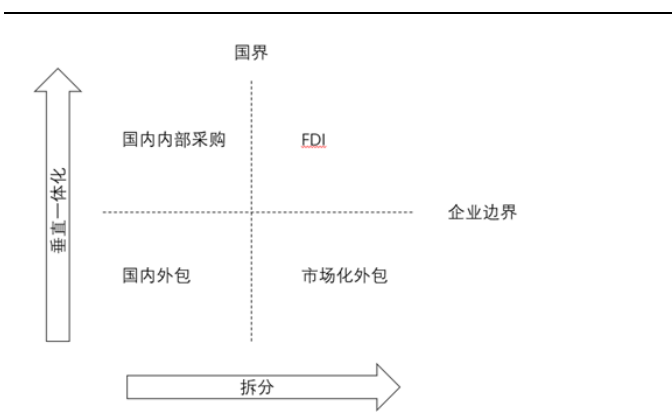 国界
国内内部采购
FDI
垂直一体化
企业边界
国内外包
市场化外包
拆分